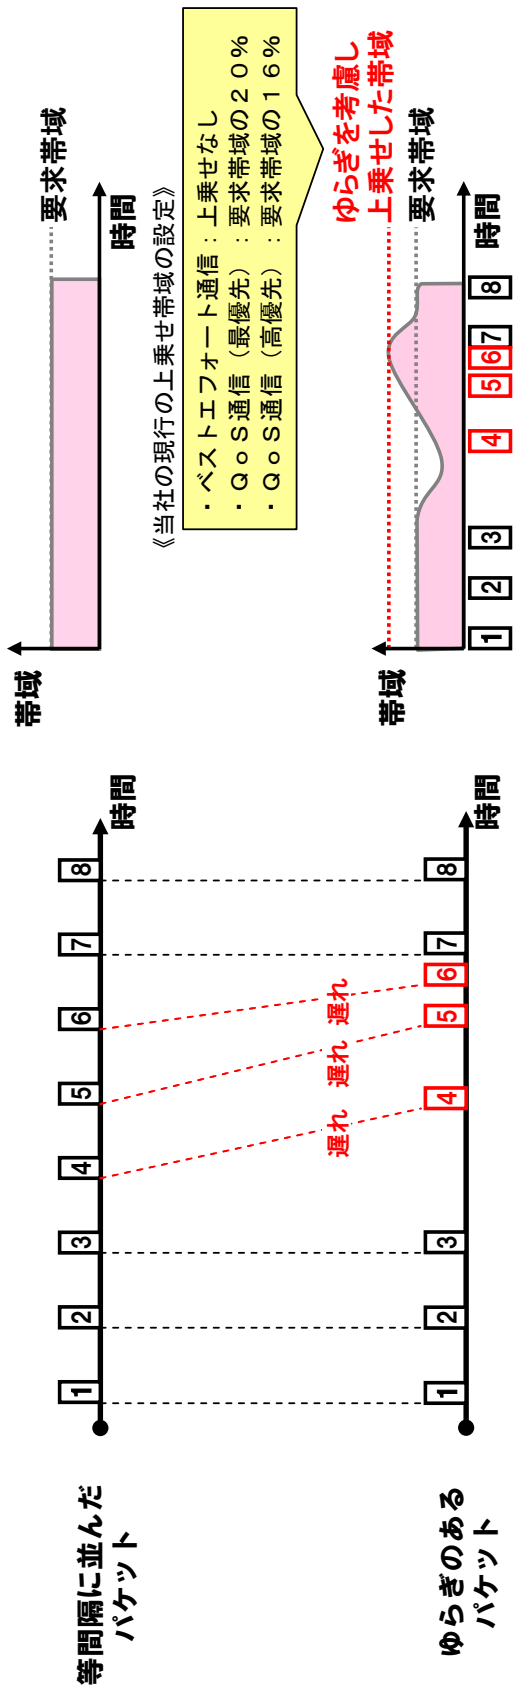 等間隔に並んだ
パケット
1 2 3 4 5 6 7 8
時間
遅れ 遅れ 遅れ
ゆらぎのある
パケット
1 2 3 4 5 6 7 8
時間
帯域
要求帯域
時間
《当社の現行の上乗せ帯域の設定》
・ベストエフォート通信：上乗せなし
・ＱｏＳ通信（最優先）：要求帯域の２０％
・ＱｏＳ通信（高優先）：要求帯域の１６％
ゆらぎを考慮し
上乗せした帯域
要求帯域
帯域
時間
1 2 3 4 5 6 7 8